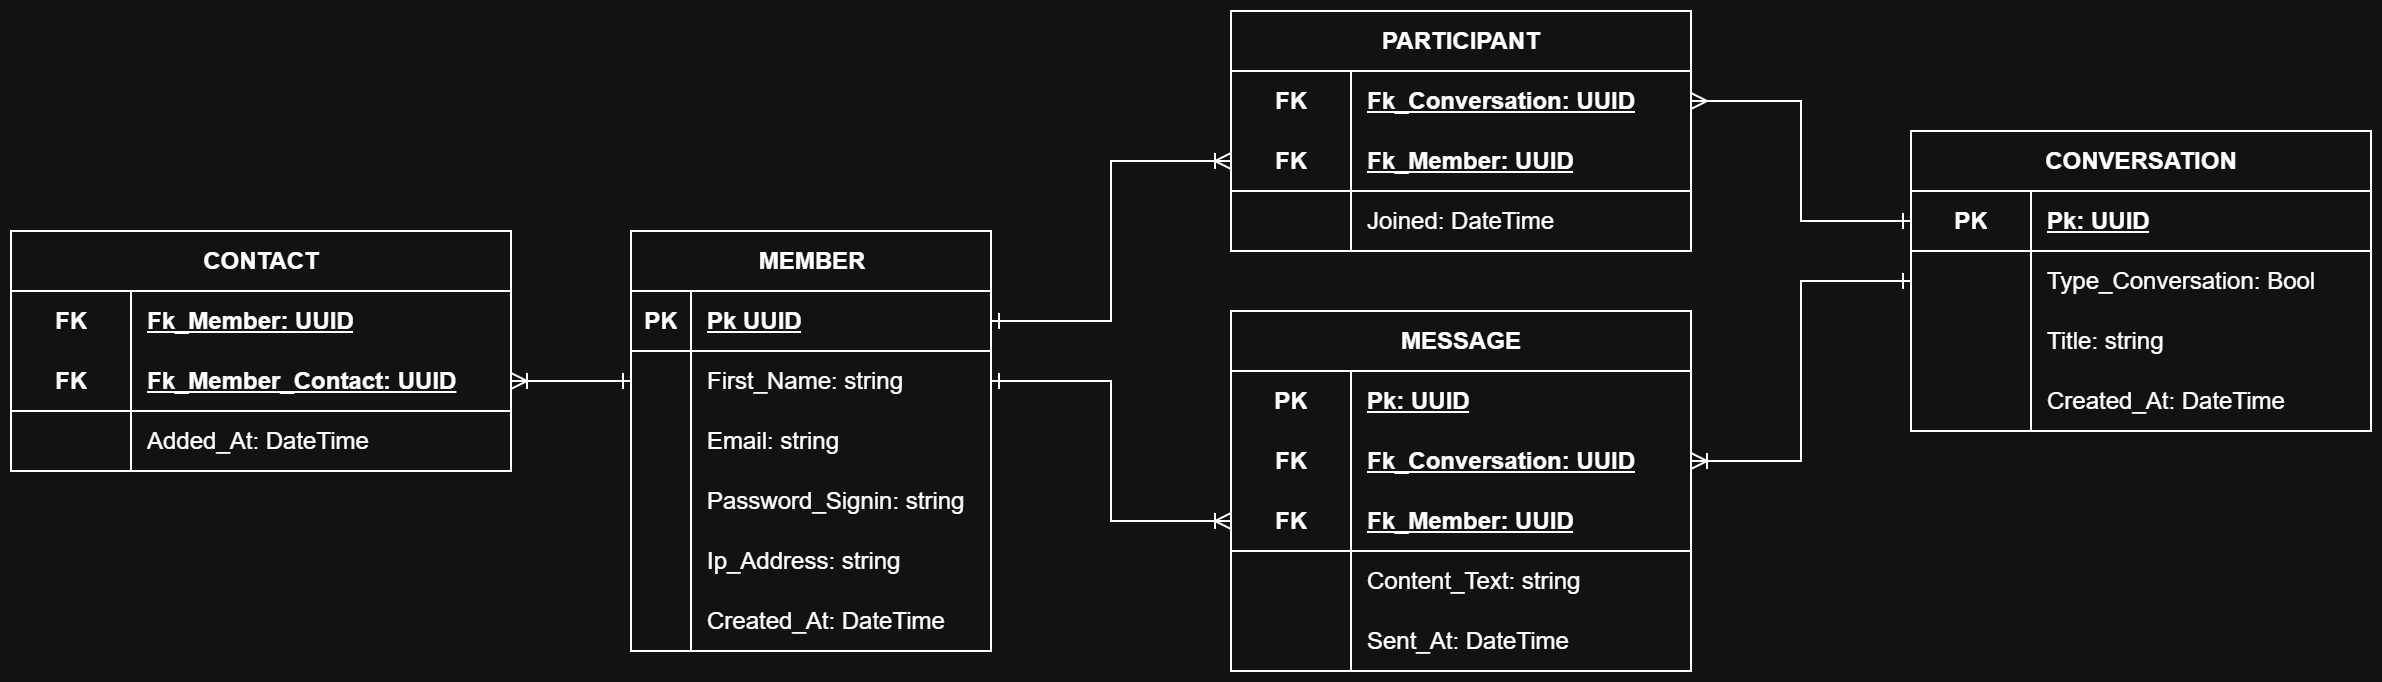 CONTACT
FK Fk_Member: UUID
FK Fk_Member_Contact: UUID
Added_At: DateTime
MEMBER
PK Pk UUID
First_Name: string
Email: string
Password_Signin: string
Ip_Address: string
Created_At: DateTime
PARTICIPANT
FK Fk_Conversation: UUID
FK Fk_Member: UUID
Joined: DateTime
MESSAGE
PK Pk: UUID
FK Fk_Conversation: UUID
FK Fk_Member: UUID
Content_Text: string
Sent_At: DateTime
CONVERSATION
PK Pk: UUID
Type_Conversation: Bool
Title: string
Created_At: DateTime